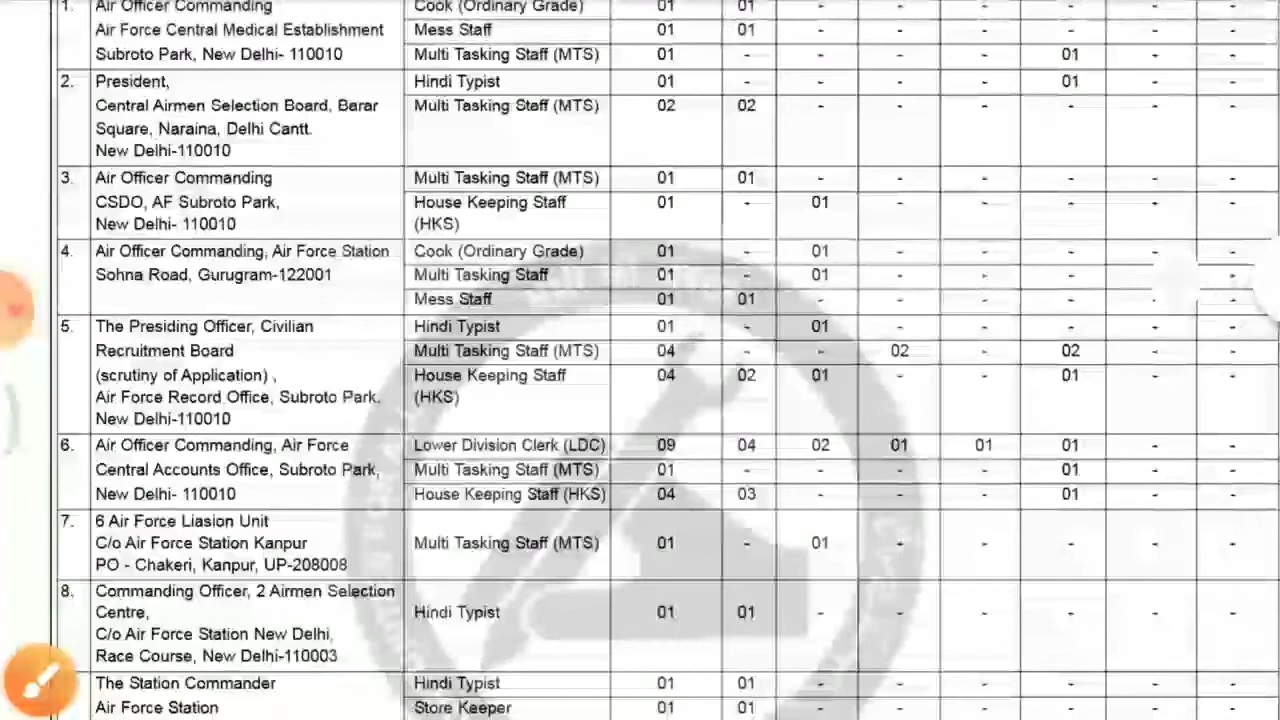 1. Air Officer Commanding Cook (Ordinary Grade) 01 01 - - - - - -
Air Force Central Medical Establishment Mess Staff 01 01 - - - - - -
Subroto Park, New Delhi- 110010 Multi Tasking Staff (MTS) 01 - - - - 01 - -
2. President, Hindi Typist 01 - - - - 01 - -
Central Airmen Selection Board, Barar Multi Tasking Staff (MTS) 02 02 - - - - - -
Square, Naraina, Delhi Cantt.
New Delhi-110010
3. Air Officer Commanding Multi Tasking Staff (MTS) 01 01 - - - - - -
CSDO, AF Subroto Park, House Keeping Staff 01 - 01 - - - - -
New Delhi- 110010 (HKS)
4. Air Officer Commanding, Air Force Station Cook (Ordinary Grade) 01 - 01 - - - - -
Sohna Road, Gurugram-122001 Multi Tasking Staff 01 - 01 - - - - -
Mess Staff 01 01 - - - - - -
5. The Presiding Officer, Civilian Hindi Typist 01 - 01 - - - - -
Recruitment Board Multi Tasking Staff (MTS) 04 - - 02 - 02 - -
(scrutiny of Application) , House Keeping Staff 04 02 01 - - 01 - -
Air Force Record Office, Subroto Park. (HKS)
New Delhi-110010
6. Air Officer Commanding, Air Force Lower Division Clerk (LDC) 09 04 02 01 01 01 - -
Central Accounts Office, Subroto Park, Multi Tasking Staff (MTS) 01 - - - - 01 - -
New Delhi- 110010 House Keeping Staff (HKS) 04 03 - - - 01 - -
7. 6 Air Force Liasion Unit
C/o Air Force Station Kanpur Multi Tasking Staff (MTS) 01 - 01 - - - - -
PO - Chakeri, Kanpur, UP-208008
8. Commanding Officer, 2 Airmen Selection
Centre, Hindi Typist 01 01 - - - - - -
C/o Air Force Station New Delhi,
Race Course, New Delhi-110003
The Station Commander Hindi Typist 01 01 - - - - - -
Air Force Station Store Keeper 01 01 - - - - - -